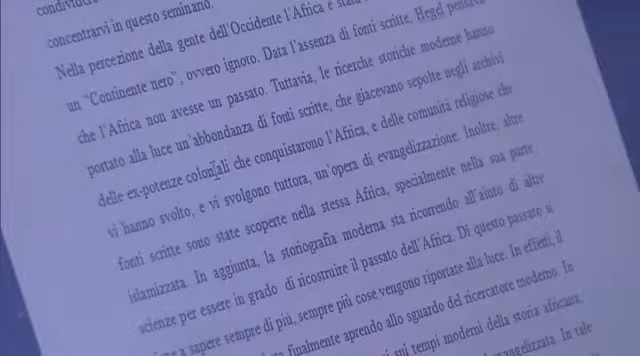 concentrarvi in questo seminario.
Nella percezione della gente dell'Occidente l'Africa è
un "Continente nero", ovvero ignoto. Data l'assenza di fonti scritte, Hegel
che l'Africa non avesse un passato. Tuttavia, le ricerche storiche moderne hanno
portato alla luce un'abbondanza di fonti scritte, che giacevano sepolte negli archivi
delle ex-potenze coloniali che conquistarono l'Africa, e delle comunità religiose che
vi hanno svolto, e vi svolgono tuttora, un'opera di evangelizzazione. Inoltre, altre
fonti scritte sono state scoperte nella stessa Africa, specialmente nella sua parte
islamizzata. In aggiunta, la storiografia moderna sta ricorrendo all'aiuto di altre
scienze per essere in grado di ricostruire il passato dell'Africa. Di questo passato si
a sapere sempre di più, sempre più cose vengono riportate alla luce. In effetti, il
finalmente aprendo allo sguardo del ricercatore moderno. In
sui tempi moderni della storia africana,
evangelizzata. In tale